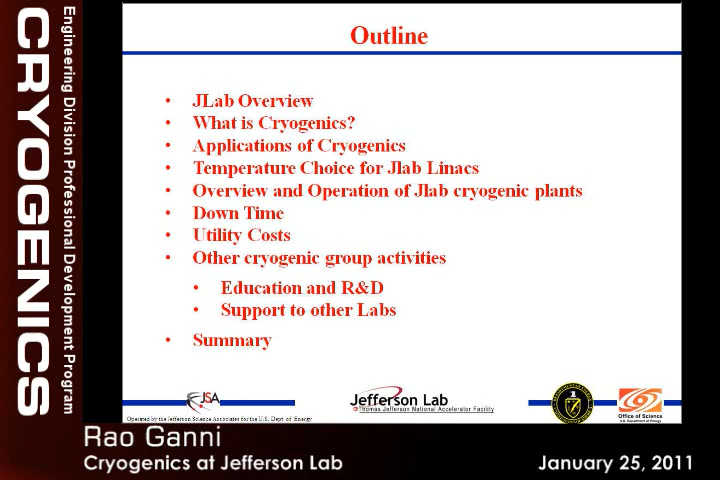 CRYOGENICS
Engineering Division Professional Development Program
Outline
• JLab Overview
• What is Cryogenics?
• Applications of Cryogenics
• Temperature Choice for Jlab Linacs
• Overview and Operation of Jlab cryogenic plants
• Down Time
• Utility Costs
• Other cryogenic group activities
• Education and R&D
• Support to other Labs
• Summary
JSA
Operated by the Jefferson Science Associates for the U.S. Dept. of Energy
Jefferson Lab
Thomas Jefferson National Accelerator Facility
Office of Science
U.S. Department of Energy
Rao Ganni
Cryogenics at Jefferson Lab
January 25, 2011